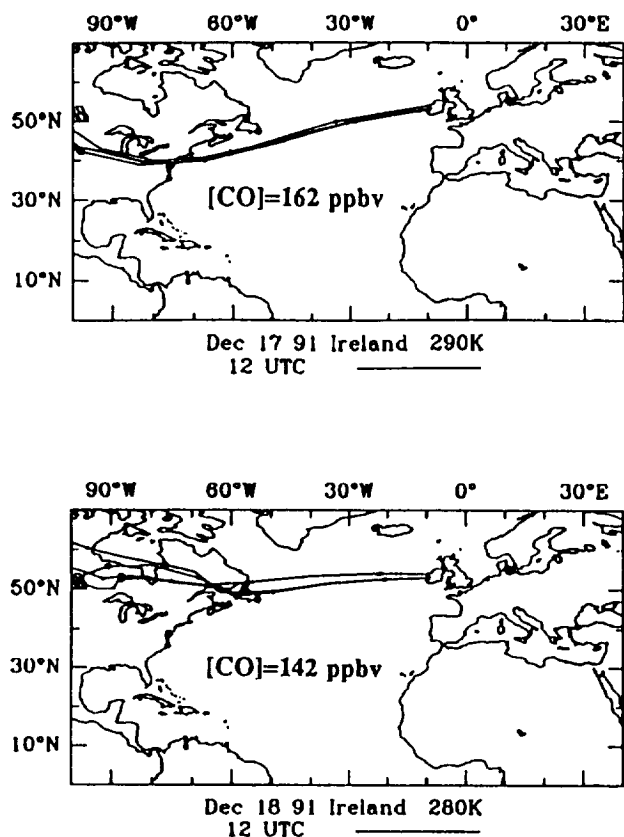 90°W 60°W 30°W 0° 30°E
50°N
30°N
[CO]=162 ppbv
10°N
Dec 17 91 Ireland 290K
12 UTC
90°W 60°W 30°W 0° 30°E
50°N
30°N
[CO]=142 ppbv
10°N
Dec 18 91 Ireland 280K
12 UTC